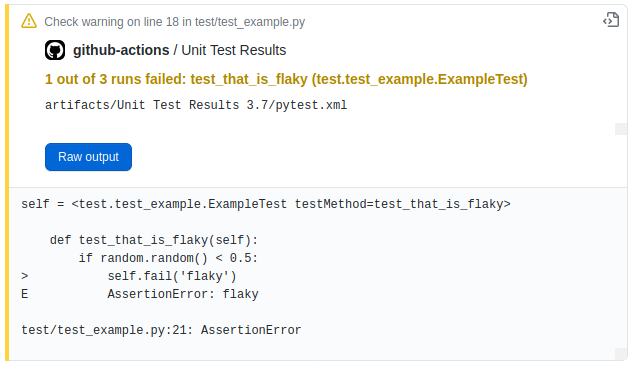 Check warning on line 18 in test/test_example.py
github-actions / Unit Test Results
1 out of 3 runs failed: test_that_is_flaky (test.test_example.ExampleTest)
artifacts/Unit Test Results 3.7/pytest.xml
Raw output
self = <test.test_example.ExampleTest testMethod=test_that_is_flaky>
    def test_that_is_flaky(self):
        if random.random() < 0.5:
>           self.fail('flaky')
E           AssertionError: flaky
test/test_example.py:21: AssertionError